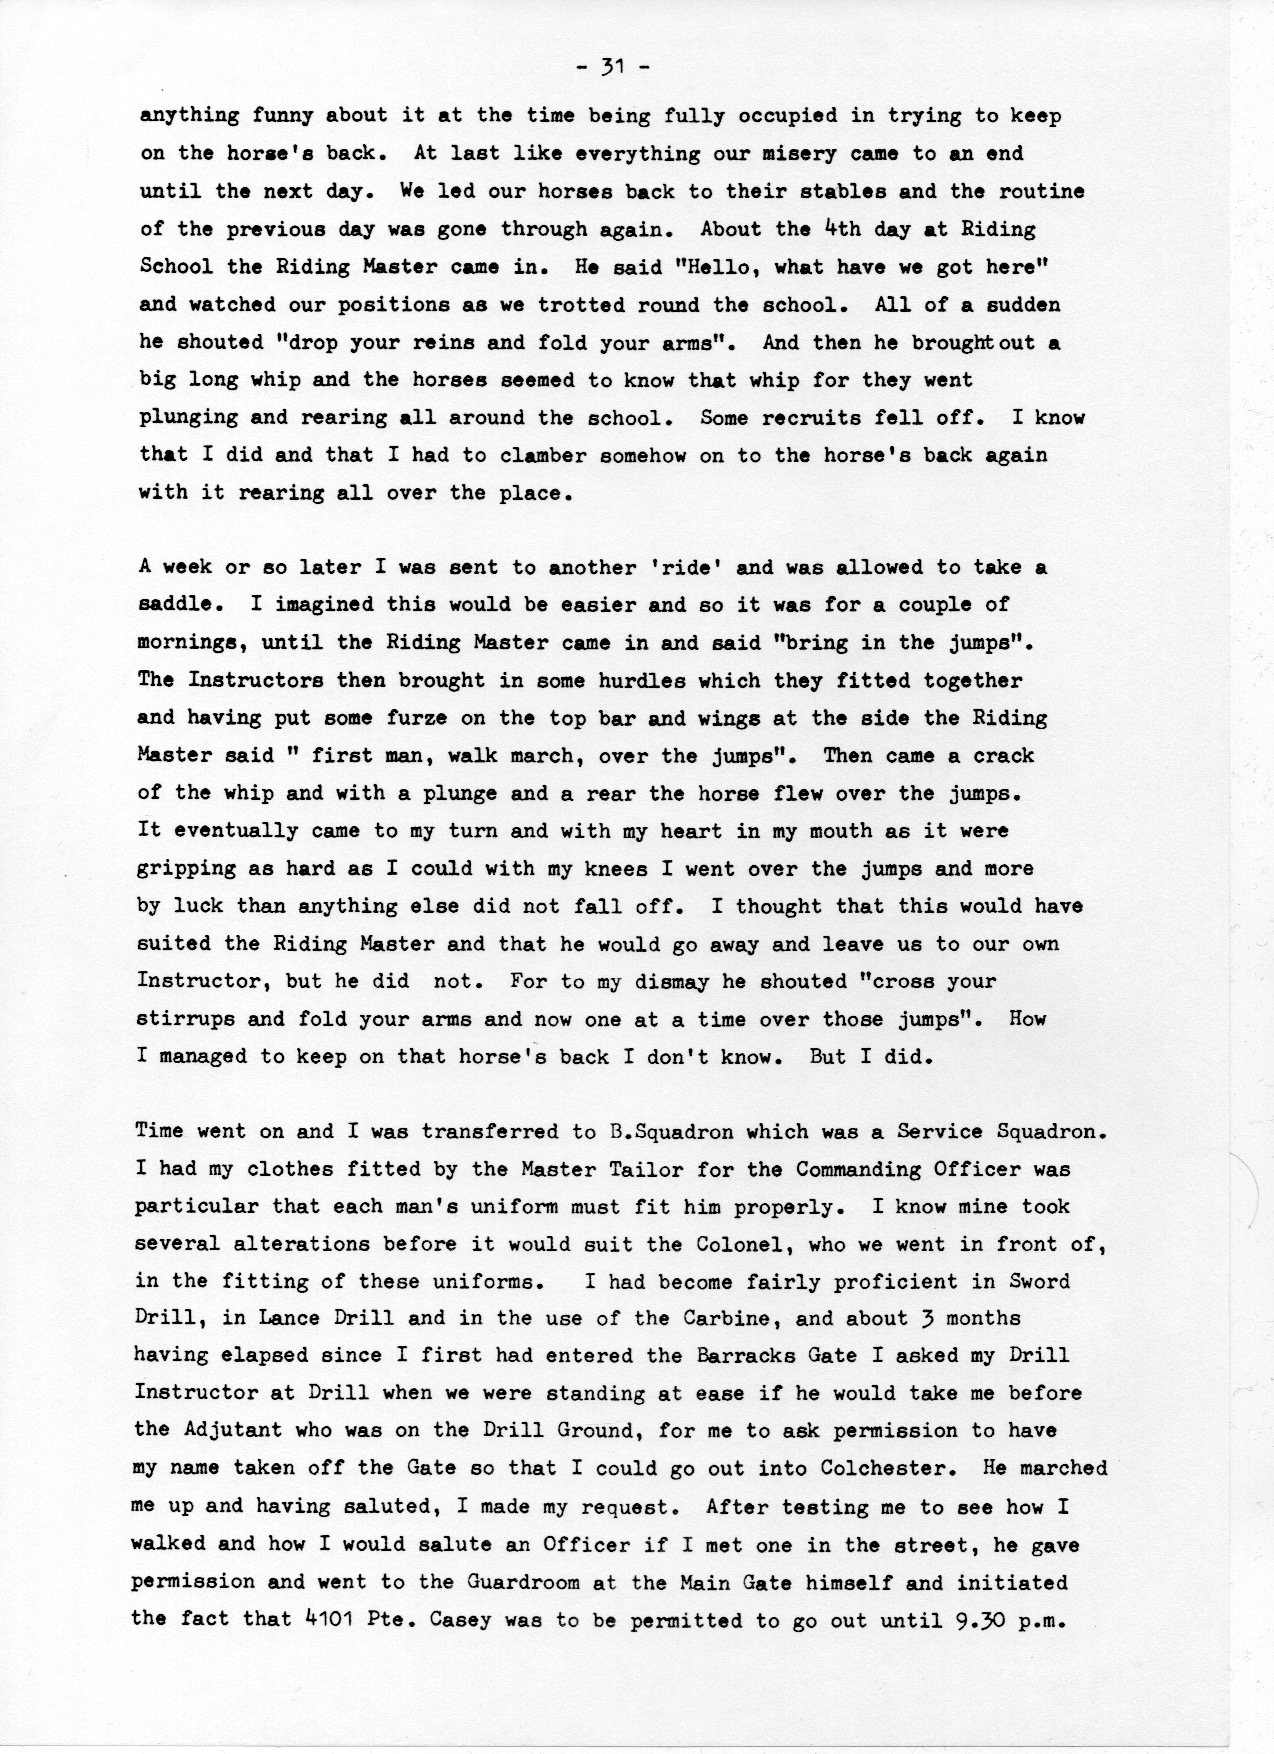 - 31 -
anything funny about it at the time being fully occupied in trying to keep
on the horse's back.  At last like everything our misery came to an end
until the next day.  We led our horses back to their stables and the routine
of the previous day was gone through again.  About the 4th day at Riding
School the Riding Master came in.  He said "Hello, what have we got here"
and watched our positions as we trotted round the school.  All of a sudden
he shouted "drop your reins and fold your arms".  And then he brought out a
big long whip and the horses seemed to know that whip for they went
plunging and rearing all around the school.  Some recruits fell off.  I know
that I did and that I had to clamber somehow on to the horse's back again
with it rearing all over the place.

A week or so later I was sent to another 'ride' and was allowed to take a
saddle.  I imagined this would be easier and so it was for a couple of
mornings, until the Riding Master came in and said "bring in the jumps".
The Instructors then brought in some hurdles which they fitted together
and having put some furze on the top bar and wings at the side the Riding
Master said " first man, walk march, over the jumps".  Then came a crack
of the whip and with a plunge and a rear the horse flew over the jumps.
It eventually came to my turn and with my heart in my mouth as it were
gripping as hard as I could with my knees I went over the jumps and more
by luck than anything else did not fall off.  I thought that this would have
suited the Riding Master and that he would go away and leave us to our own
Instructor, but he did  not.  For to my dismay he shouted "cross your
stirrups and fold your arms and now one at a time over those jumps".  How
I managed to keep on that horse's back I don't know.  But I did.

Time went on and I was transferred to B.Squadron which was a Service Squadron.
I had my clothes fitted by the Master Tailor for the Commanding Officer was
particular that each man's uniform must fit him properly.  I know mine took
several alterations before it would suit the Colonel, who we went in front of,
in the fitting of these uniforms.   I had become fairly proficient in Sword
Drill, in Lance Drill and in the use of the Carbine, and about 3 months
having elapsed since I first had entered the Barracks Gate I asked my Drill
Instructor at Drill when we were standing at ease if he would take me before
the Adjutant who was on the Drill Ground, for me to ask permission to have
my name taken off the Gate so that I could go out into Colchester.  He marched
me up and having saluted, I made my request.  After testing me to see how I
walked and how I would salute an Officer if I met one in the street, he gave
permission and went to the Guardroom at the Main Gate himself and initiated
the fact that 4101 Pte. Casey was to be permitted to go out until 9.30 p.m.